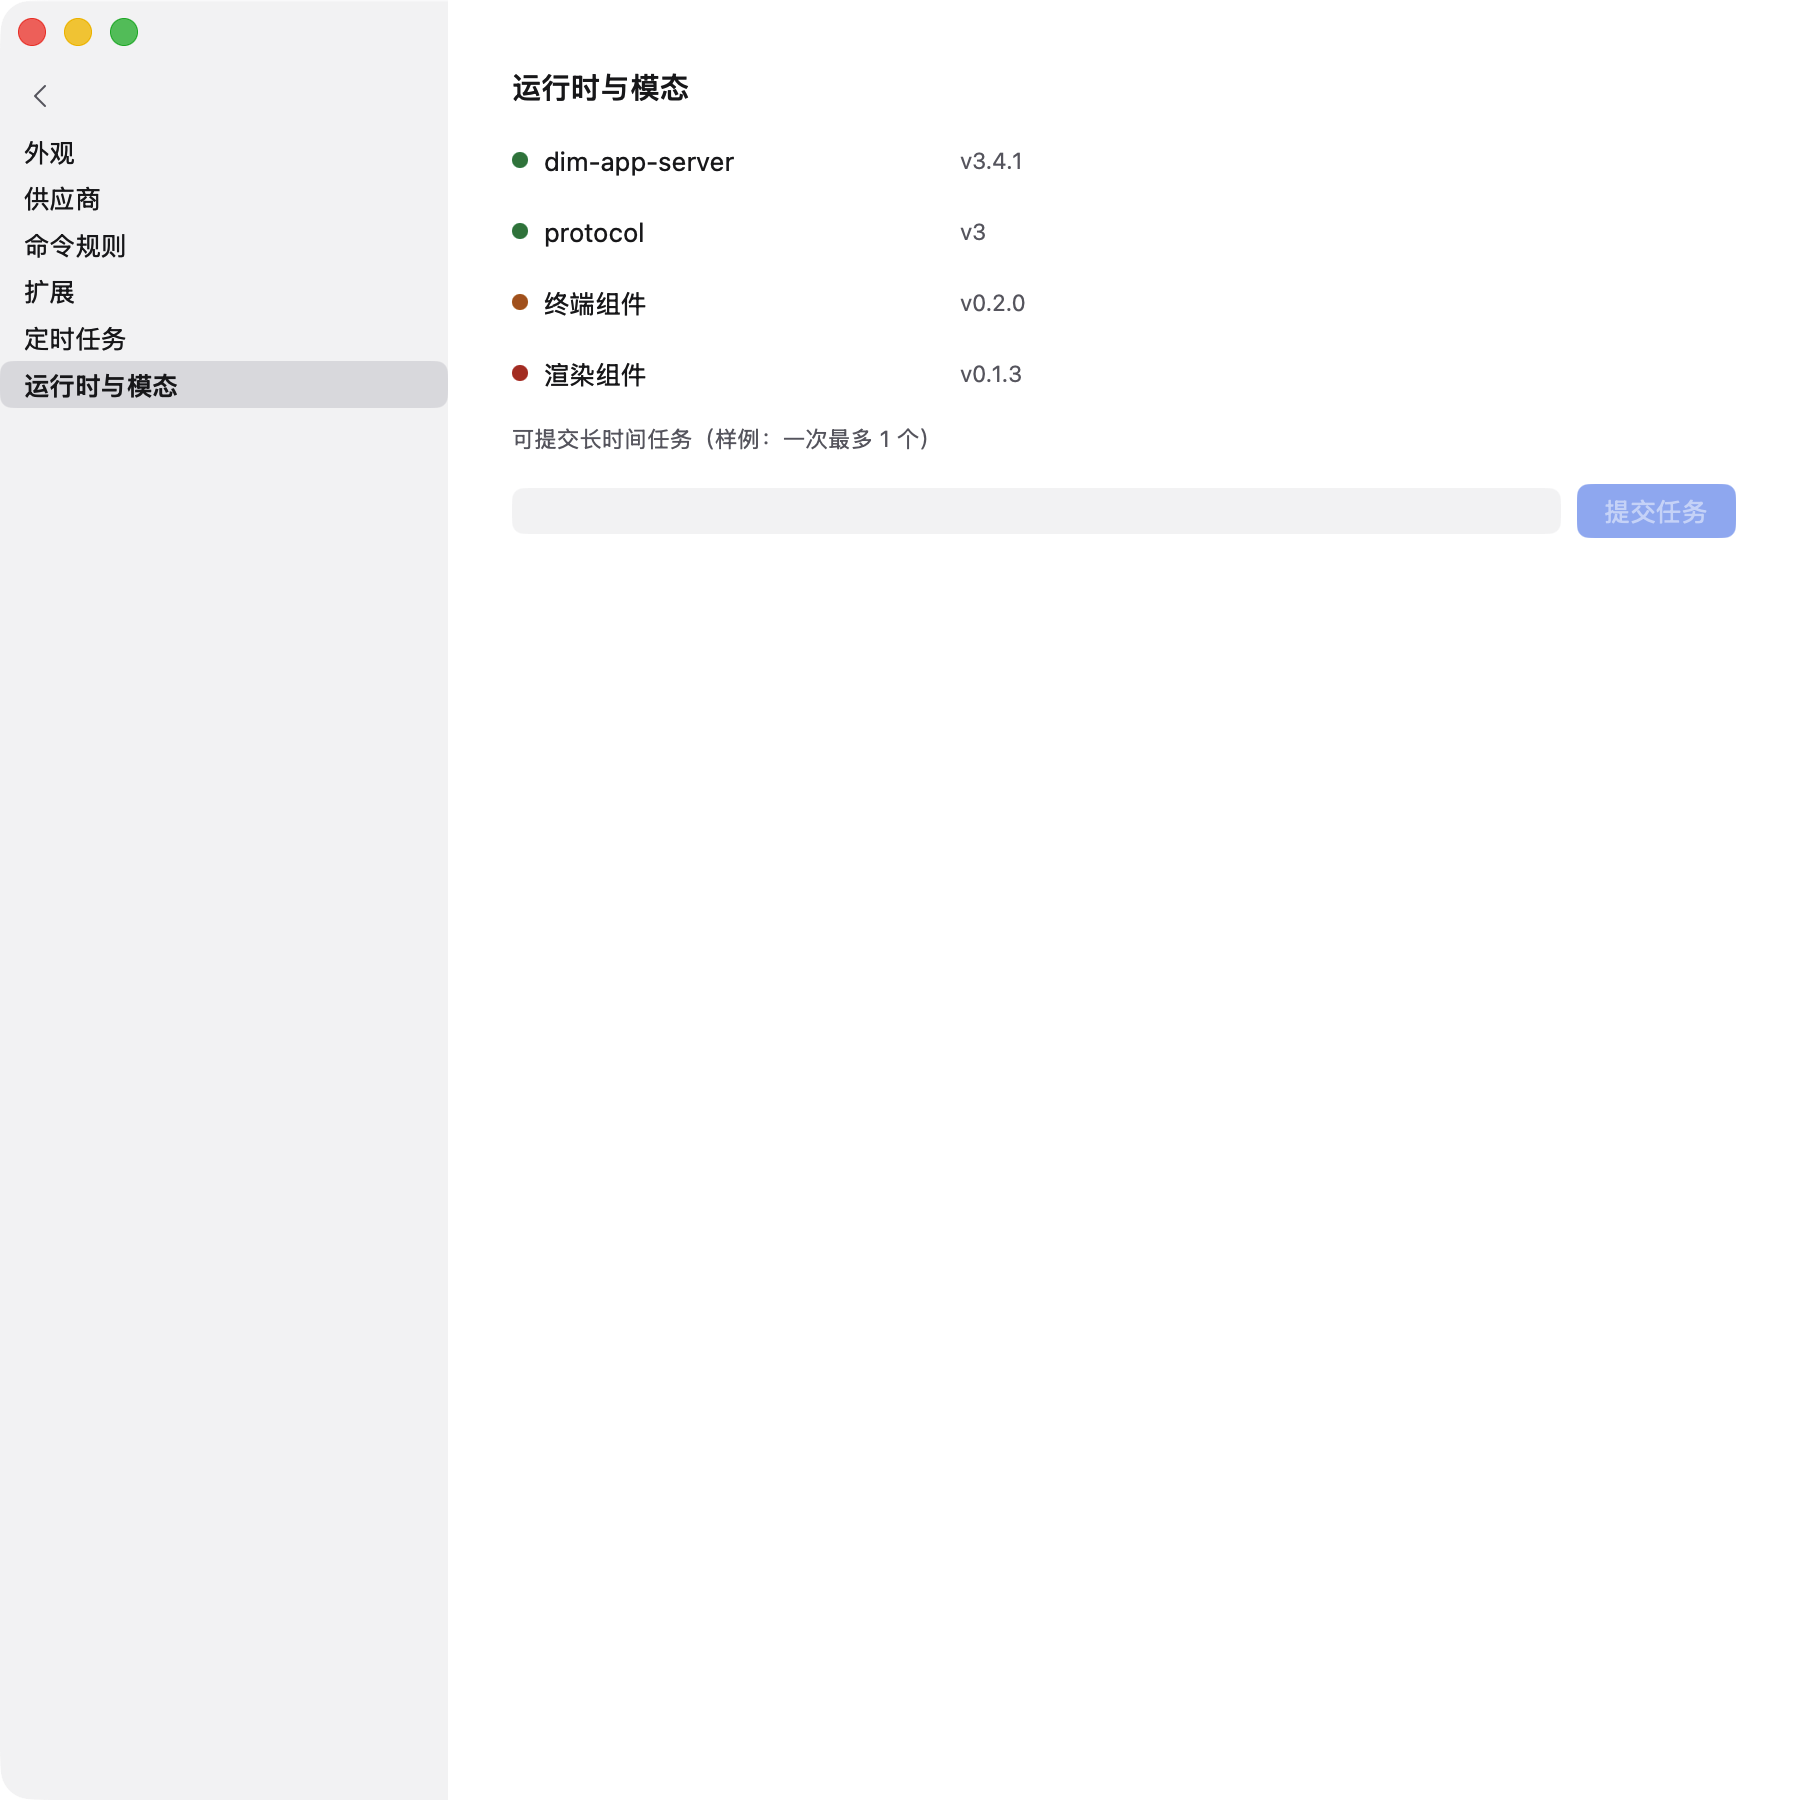 外观
供应商
命令规则
扩展
定时任务
运行时与模态
运行时与模态
dim-app-server v3.4.1
protocol v3
终端组件 v0.2.0
渲染组件 v0.1.3
可提交长时间任务（样例：一次最多 1 个）
提交任务